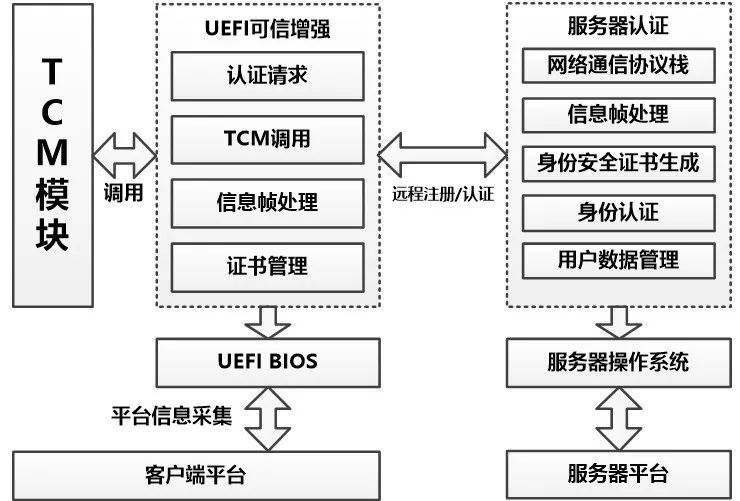 TCM模块
调用
UEFI可信增强
认证请求
TCM调用
信息帧处理
证书管理
远程注册/认证
服务器认证
网络通信协议栈
信息帧处理
身份安全证书生成
身份认证
用户数据管理
UEFI BIOS
服务器操作系统
平台信息采集
客户端平台
服务器平台